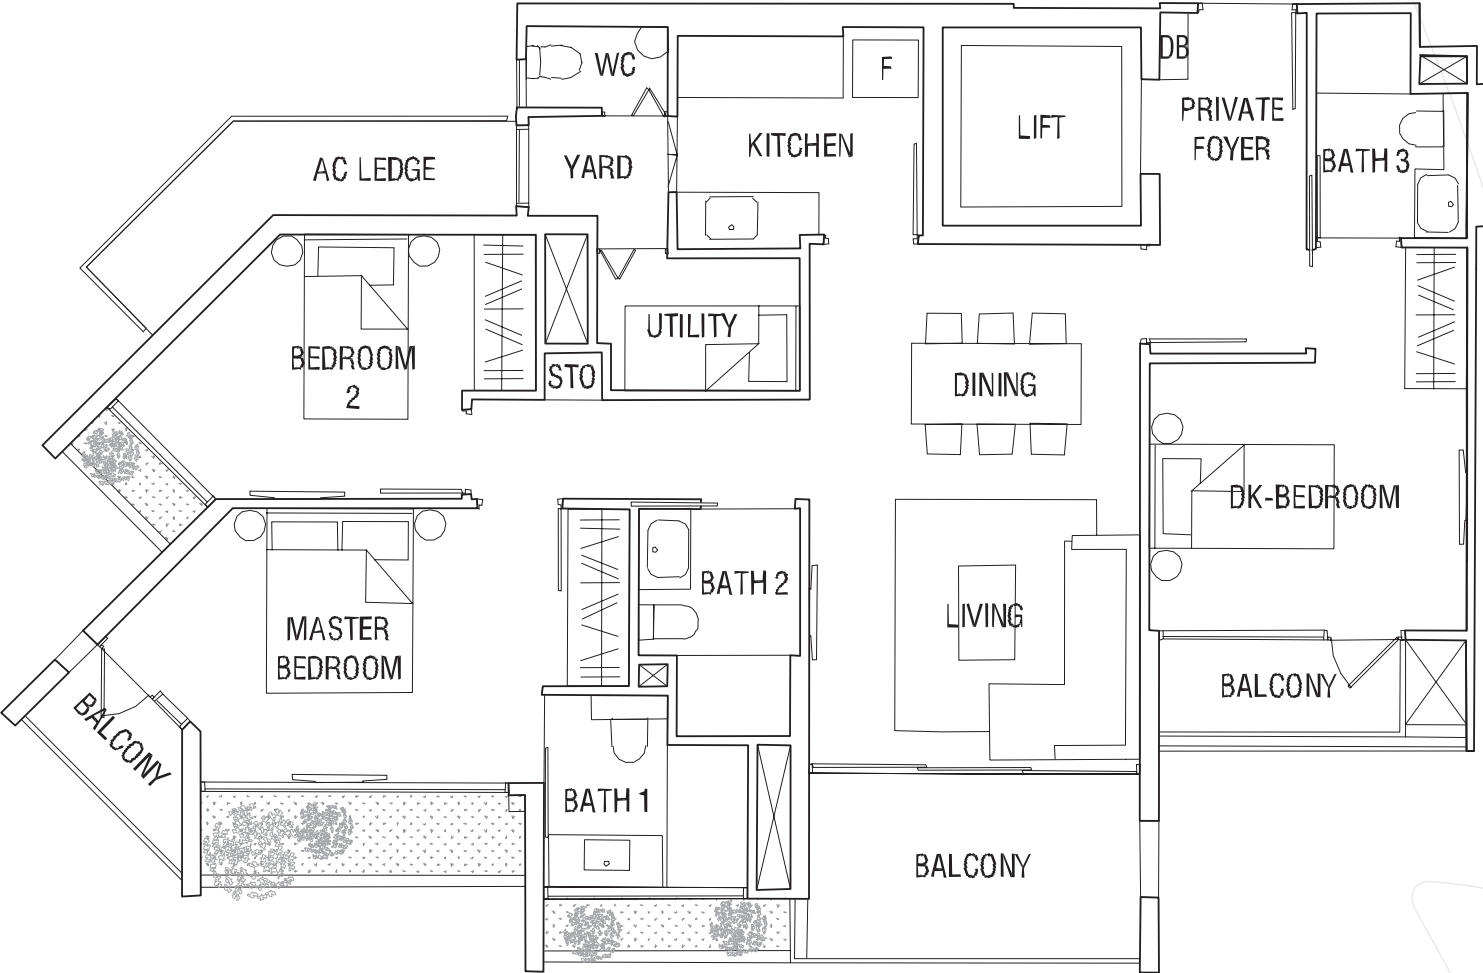 DB
WC
F
PRIVATE
FOYER
LIFT
KITCHEN
BATH 3
AC LEDGE
YARD
UTILITY
BEDROOM
2
STO
DINING
DK-BEDROOM
BATH 2
LIVING
MASTER
BEDROOM
BALCONY
BALCONY
BATH 1
BALCONY